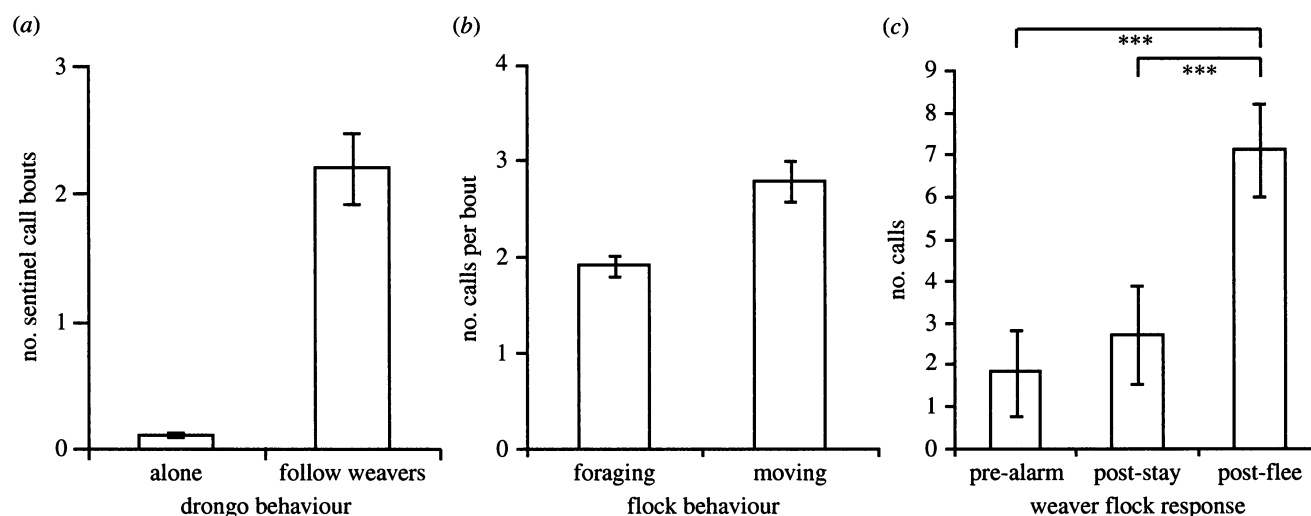 (a)
3
2
1
0
no. sentinel call bouts
alone
follow weavers
drongo behaviour
(b)
4
3
2
1
0
no. calls per bout
foraging
moving
flock behaviour
(c)
***
***
9
8
7
6
5
4
3
2
1
0
no. calls
pre-alarm
post-stay
post-flee
weaver flock response